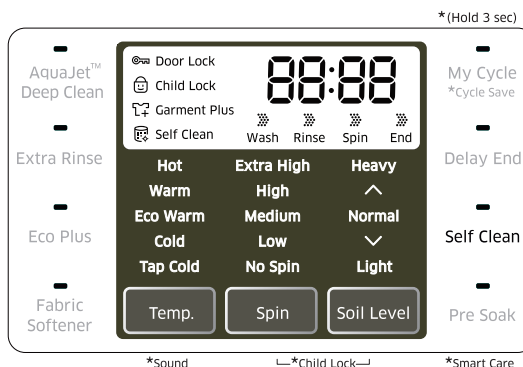 *(Hold 3 sec)
AquaJet™
Deep Clean
Extra Rinse
Eco Plus
Fabric
Softener
Door Lock
Child Lock
Garment Plus
Self Clean
88:88
Wash Rinse Spin End
Hot Extra High Heavy
Warm High
Eco Warm Medium Normal
Cold Low
Tap Cold No Spin Light
Temp. Spin Soil Level
My Cycle
*Cycle Save
Delay End
Self Clean
Pre Soak
*Sound *Child Lock *Smart Care